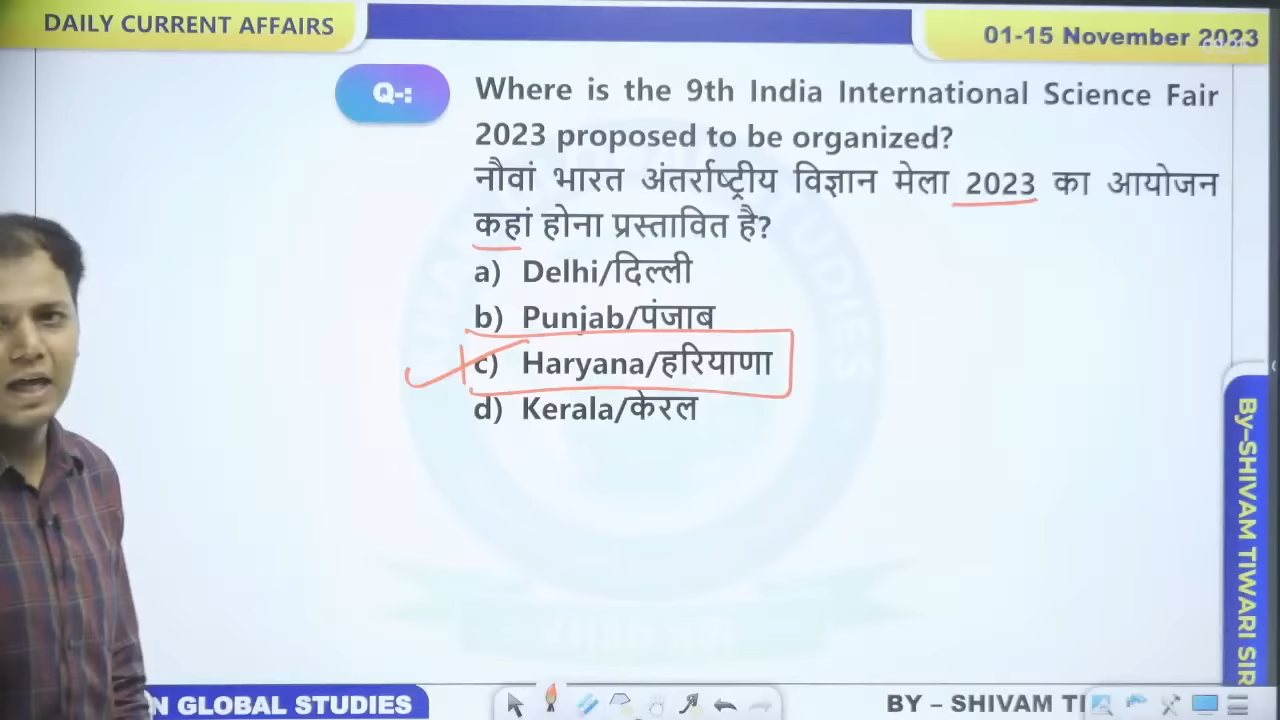 DAILY CURRENT AFFAIRS
01-15 November 2023
Q-:
Where is the 9th India International Science Fair
2023 proposed to be organized?
नौवां भारत अंतर्राष्ट्रीय विज्ञान मेला 2023 का आयोजन
कहां होना प्रस्तावित है?
a) Delhi/दिल्ली
b) Punjab/पंजाब
c) Haryana/हरियाणा
d) Kerala/केरल
By-SHIVAM TIWARI SIR
N GLOBAL STUDIES
BY – SHIVAM TI